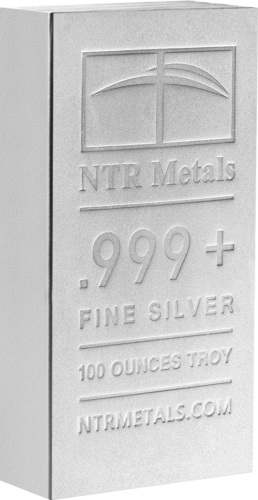 NTR Metals
.999+
FINE SILVER
100 OUNCES TROY
NTRMETALS.COM